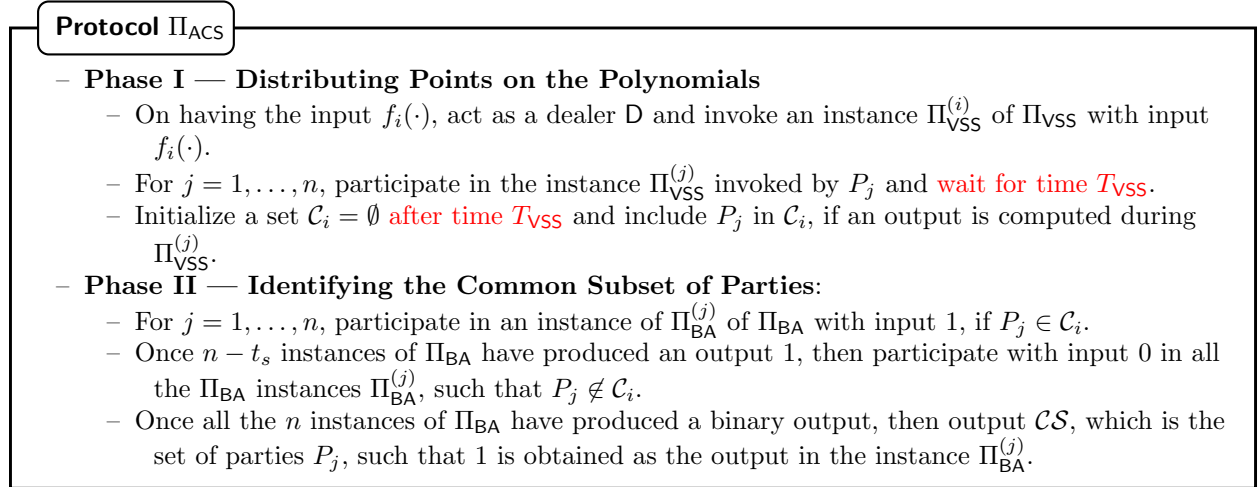 Protocol Π_ACS
– Phase I — Distributing Points on the Polynomials
– On having the input f_i(·), act as a dealer D and invoke an instance Π_VSS^(i) of Π_VSS with input
f_i(·).
– For j = 1, . . . , n, participate in the instance Π_VSS^(j) invoked by P_j and wait for time T_VSS.
– Initialize a set 𝒞_i = ∅ after time T_VSS and include P_j in 𝒞_i, if an output is computed during
Π_VSS^(j).
– Phase II — Identifying the Common Subset of Parties:
– For j = 1, . . . , n, participate in an instance of Π_BA^(j) of Π_BA with input 1, if P_j ∈ 𝒞_i.
– Once n − t_s instances of Π_BA have produced an output 1, then participate with input 0 in all
the Π_BA instances Π_BA^(j), such that P_j ∉ 𝒞_i.
– Once all the n instances of Π_BA have produced a binary output, then output 𝒞𝒮, which is the
set of parties P_j, such that 1 is obtained as the output in the instance Π_BA^(j).